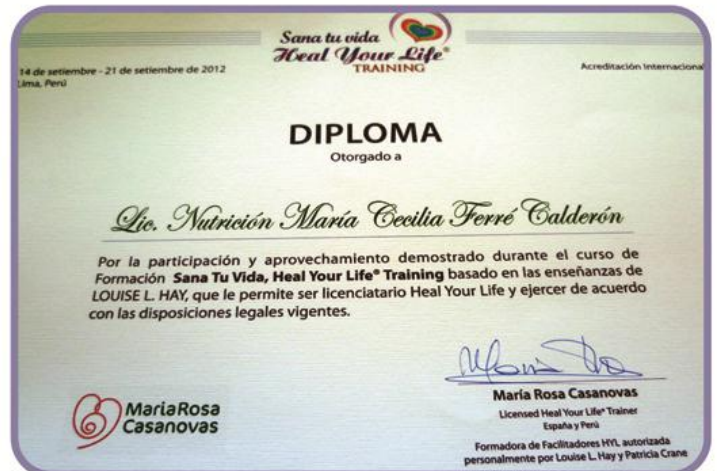 Sana tu vida
Heal Your Life®
TRAINING
14 de setiembre - 21 de setiembre de 2012
Lima, Perú
Acreditación Internacional
DIPLOMA
Otorgado a
Lic. Nutrición María Cecilia Ferré Calderón
Por la participación y aprovechamiento demostrado durante el curso de
Formación Sana Tu Vida, Heal Your Life® Training basado en las enseñanzas de
LOUISE L. HAY, que le permite ser licenciatario Heal Your Life y ejercer de acuerdo
con las disposiciones legales vigentes.
MariaRosa
Casanovas
María Rosa Casanovas
Licensed Heal Your Life® Trainer
España y Perú
Formadora de Facilitadores HYL autorizada
personalmente por Louise L. Hay y Patricia Crane